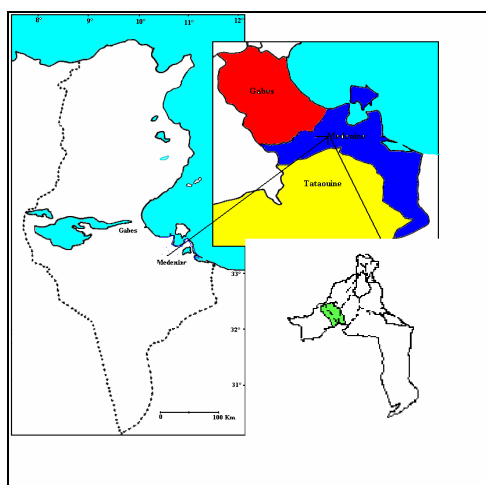 8° 9° 10° 11° 12°
Gabes
Tataouine
Gabes
Medenine
33°
32°
31°
0 100 Km